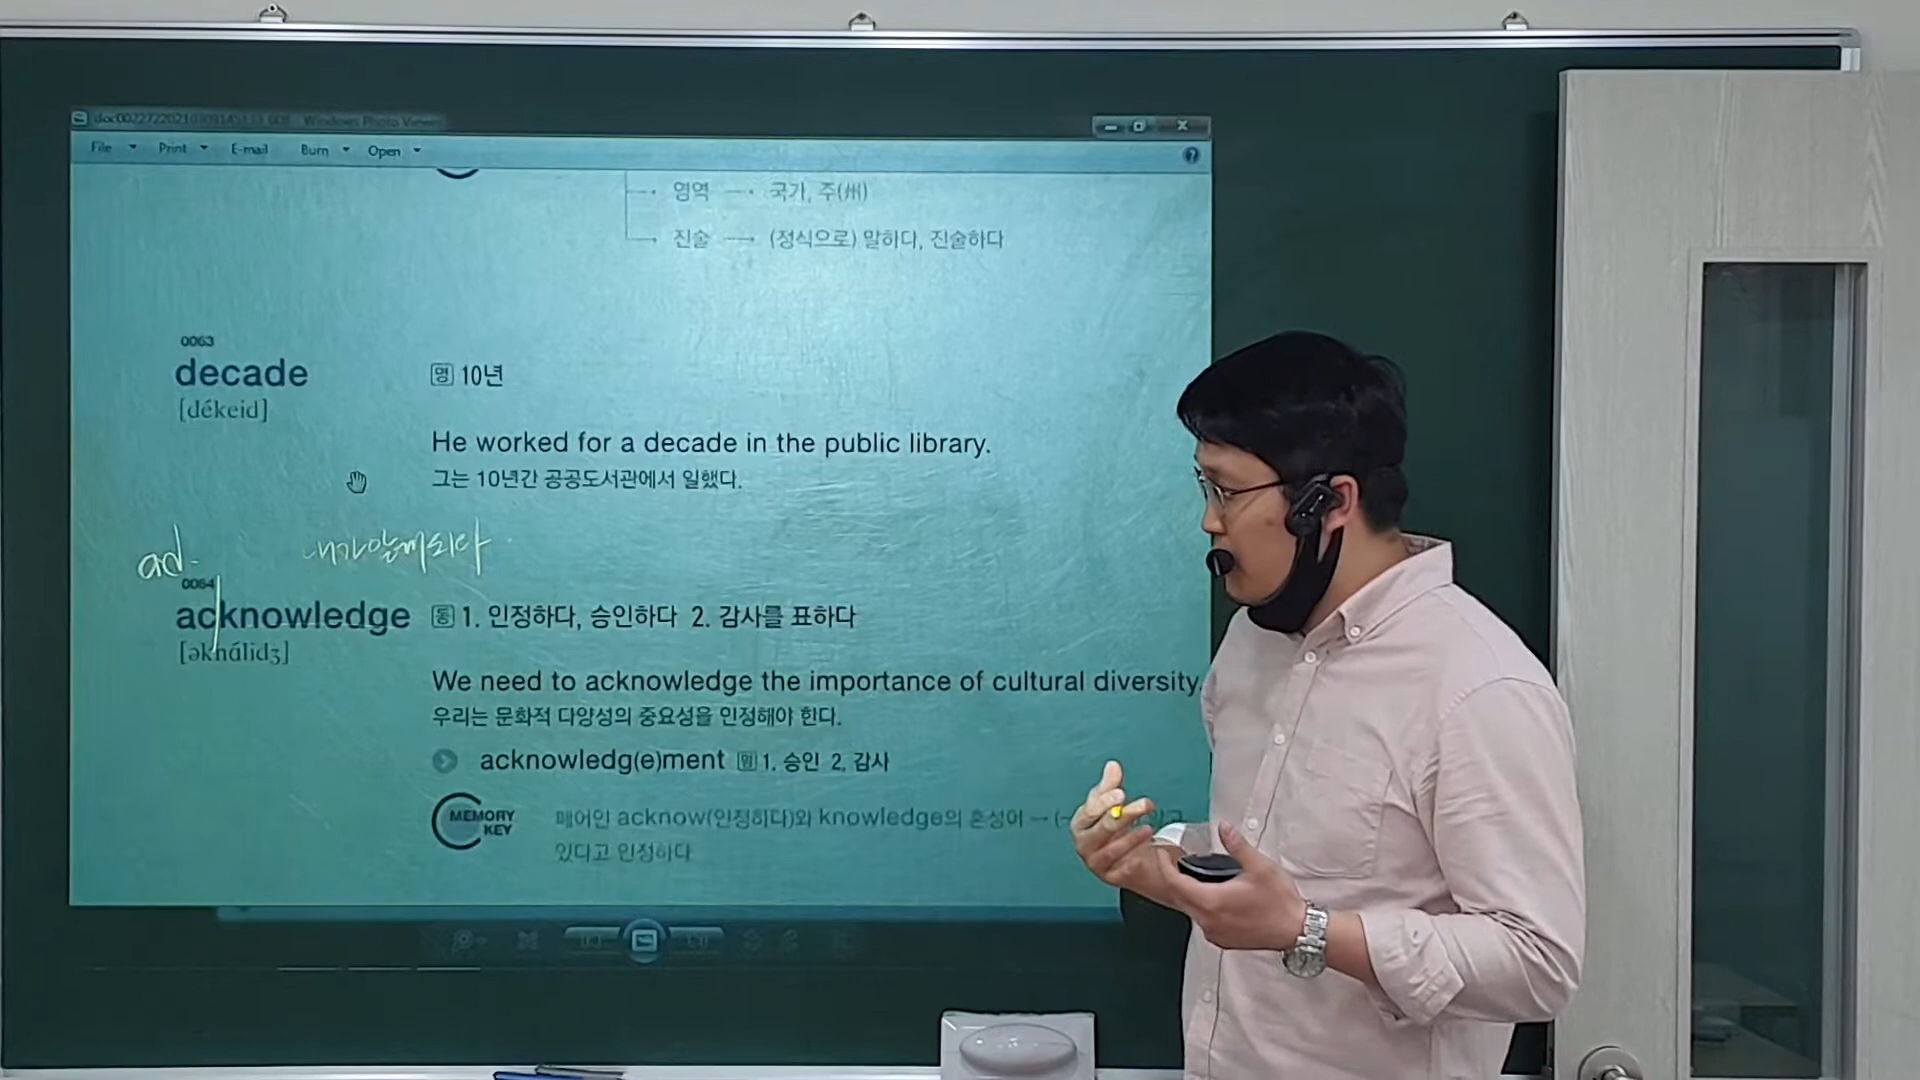 Windows Photo Viewer
File Print E-mail Burn Open
영역 → 국가, 주(州)
진술 → (정식으로) 말하다, 진술하다
0063
decade 명 10년
[dékeid]
He worked for a decade in the public library.
그는 10년간 공공도서관에서 일했다.
ad. 내가 알게 되다
0064
acknowledge 동 1. 인정하다, 승인하다 2. 감사를 표하다
[əknálidʒ]
We need to acknowledge the importance of cultural diversity.
우리는 문화적 다양성의 중요성을 인정해야 한다.
acknowledg(e)ment 명 1. 승인 2. 감사
MEMORY KEY
폐어인 acknow(인정하다)와 knowledge의 혼성어 →
있다고 인정하다